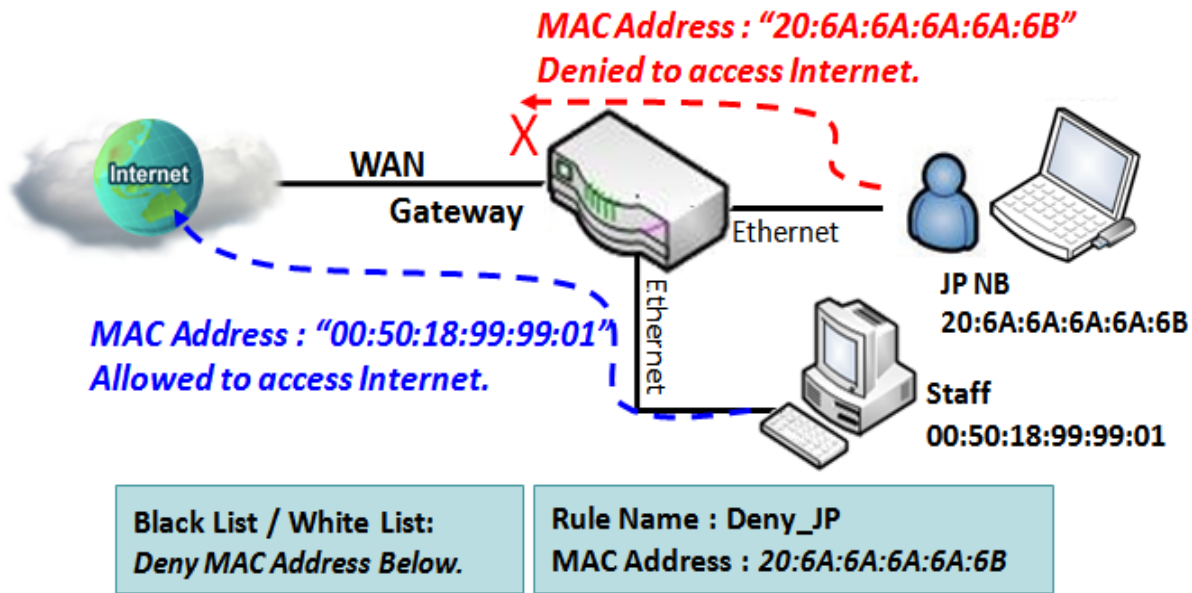 MAC Address : “20:6A:6A:6A:6A:6B”
Denied to access Internet.
X
Internet
WAN
Gateway
Ethernet
JP NB
20:6A:6A:6A:6A:6B
Ethernet
MAC Address : “00:50:18:99:99:01”
Allowed to access Internet.
Staff
00:50:18:99:99:01
Black List / White List:
Deny MAC Address Below.
Rule Name : Deny_JP
MAC Address : 20:6A:6A:6A:6A:6B